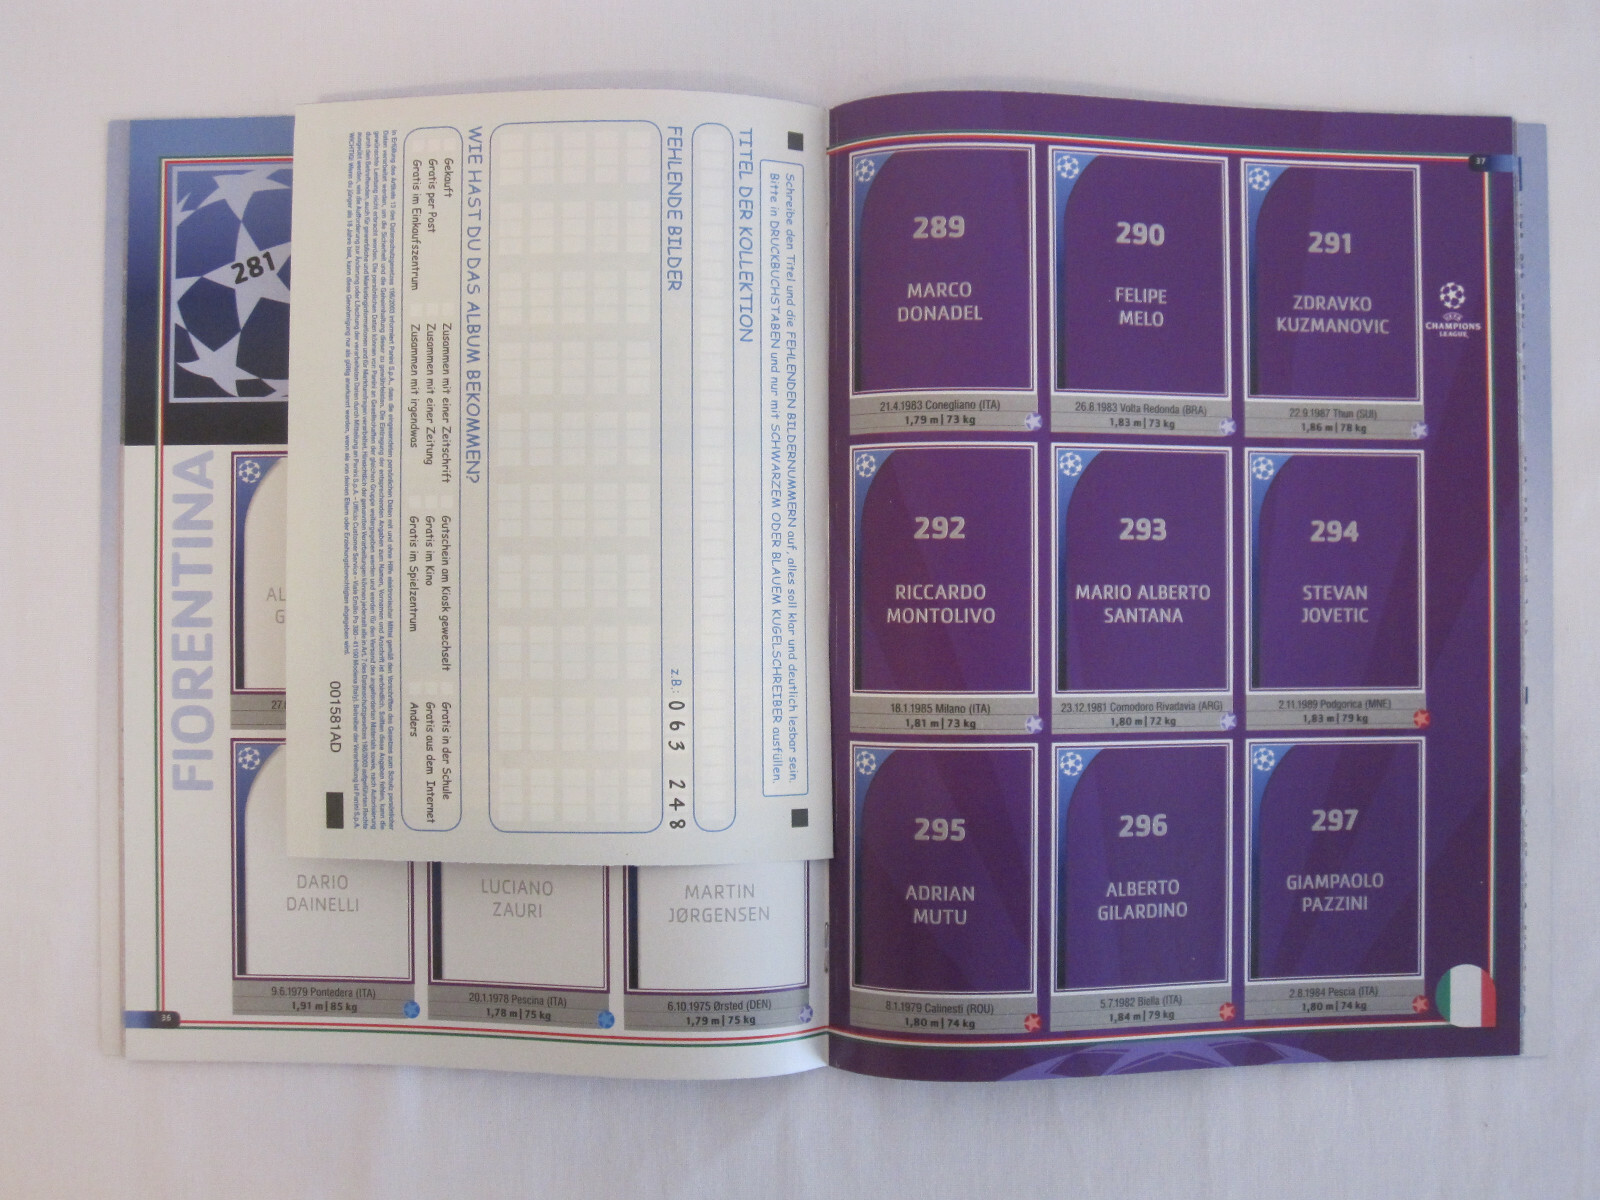 281
FIORENTINA
AL
G
27.
DARIO
DAINELLI
9.6.1979 Pontedera (ITA)
1,91 m | 85 kg
LUCIANO
ZAURI
20.1.1978 Pescina (ITA)
1,78 m | 75 kg
MARTIN
JØRGENSEN
6.10.1975 Ørsted (DEN)
1,79 m | 75 kg
36
Schreibe den Titel und die FEHLENDEN BILDERNUMMERN auf, alles soll klar und deutlich lesbar sein.
Bitte in DRUCKBUCHSTABEN und nur mit SCHWARZEM ODER BLAUEM KUGELSCHREIBER ausfüllen.
TITEL DER KOLLEKTION
FEHLENDE BILDER
z.B.: 063 248
WIE HAST DU DAS ALBUM BEKOMMEN?
Gekauft
Zusammen mit einer Zeitschrift
Gutschein am Kiosk gewechselt
Gratis in der Schule
Gratis per Post
Zusammen mit einer Zeitung
Gratis im Kino
Gratis aus dem Internet
Gratis im Einkaufszentrum
Zusammen mit irgendwas
Gratis im Spielzentrum
Anders
001581AD
37
289
MARCO
DONADEL
21.4.1983 Conegliano (ITA)
1,79 m | 73 kg
290
FELIPE
MELO
26.8.1983 Volta Redonda (BRA)
1,83 m | 73 kg
291
ZDRAVKO
KUZMANOVIC
22.9.1987 Thun (SUI)
1,86 m | 78 kg
UEFA
CHAMPIONS
LEAGUE
292
RICCARDO
MONTOLIVO
18.1.1985 Milano (ITA)
1,81 m | 73 kg
293
MARIO ALBERTO
SANTANA
23.12.1981 Comodoro Rivadavia (ARG)
1,80 m | 72 kg
294
STEVAN
JOVETIC
2.11.1989 Podgorica (MNE)
1,83 m | 79 kg
295
ADRIAN
MUTU
8.1.1979 Calinesti (ROU)
1,80 m | 74 kg
296
ALBERTO
GILARDINO
5.7.1982 Biella (ITA)
1,84 m | 79 kg
297
GIAMPAOLO
PAZZINI
2.8.1984 Pescia (ITA)
1,80 m | 74 kg